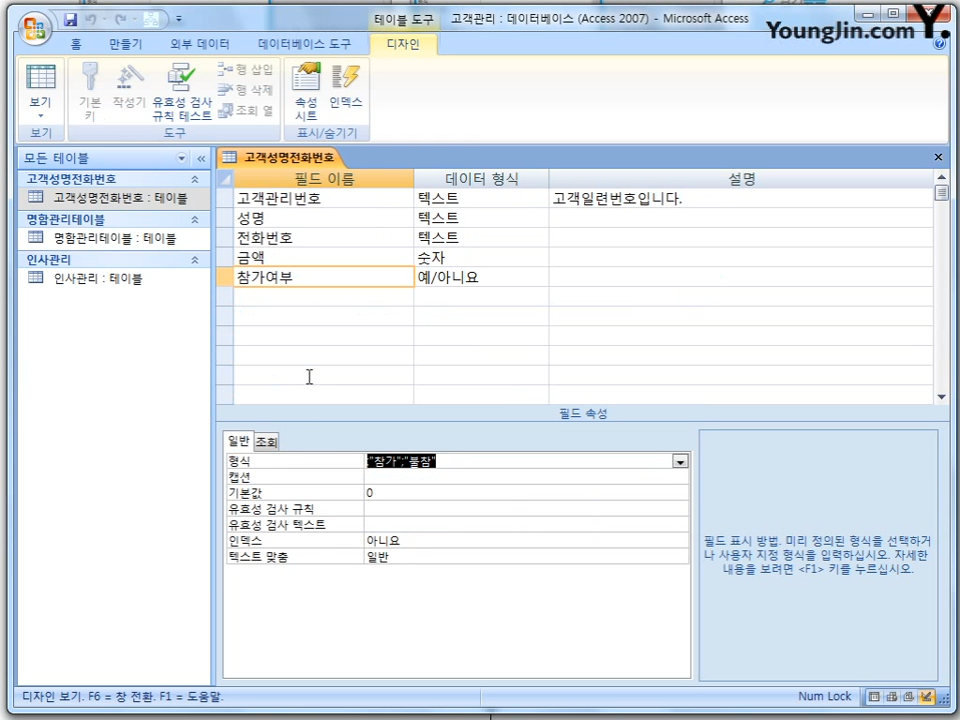 테이블 도구
고객관리 : 데이터베이스 (Access 2007) - Microsoft Access
YoungJin.com Y.
홈 만들기 외부 데이터 데이터베이스 도구 디자인
보기
기본
키
작성기
유효성 검사
규칙 테스트
행 삽입
행 삭제
조회 열
속성
시트
인덱스
보기 도구 표시/숨기기
모든 테이블
고객성명전화번호
고객성명전화번호 : 테이블
명함관리테이블
명함관리테이블 : 테이블
인사관리
인사관리 : 테이블
고객성명전화번호
필드 이름 데이터 형식 설명
고객관리번호 텍스트 고객일련번호입니다.
성명 텍스트
전화번호 텍스트
금액 숫자
참가여부 예/아니요
필드 속성
일반 조회
형식 ;"참가";"불참"
캡션
기본값 0
유효성 검사 규칙
유효성 검사 텍스트
인덱스 아니요
텍스트 맞춤 일반
필드 표시 방법. 미리 정의된 형식을 선택하거
나 사용자 지정 형식을 입력하십시오. 자세한
내용을 보려면 <F1> 키를 누르십시오.
디자인 보기. F6 = 창 전환. F1 = 도움말.
Num Lock